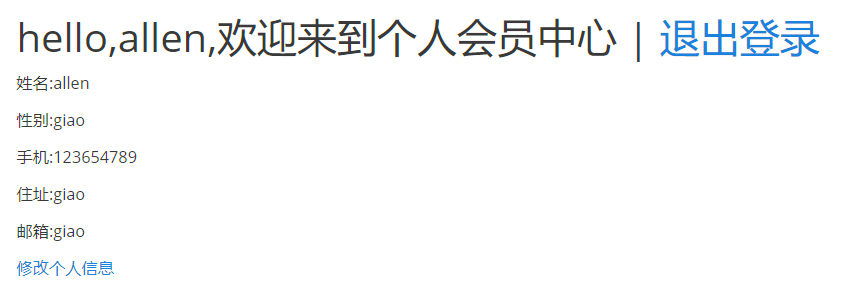 hello,allen,欢迎来到个人会员中心 | 退出登录
姓名:allen
性别:giao
手机:123654789
住址:giao
邮箱:giao
修改个人信息